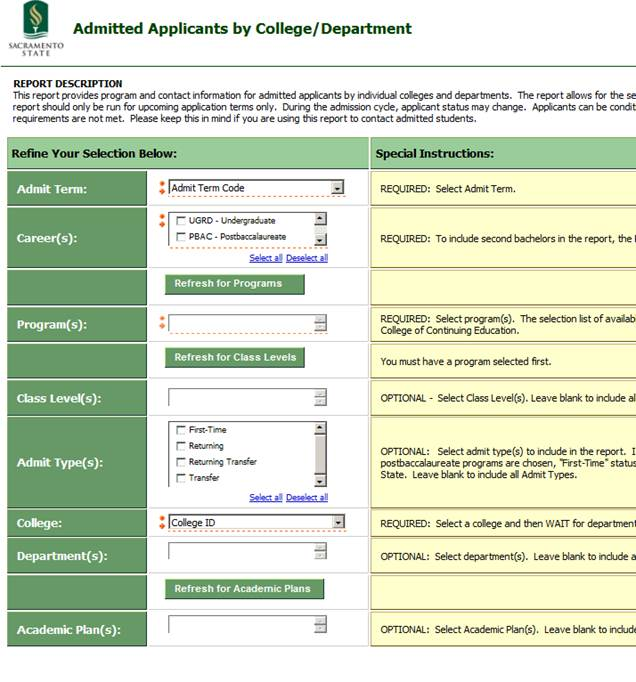 SACRAMENTO
STATE
Admitted Applicants by College/Department
REPORT DESCRIPTION
This report provides program and contact information for admitted applicants by individual colleges and departments. The report allows for the se
report should only be run for upcoming application terms only. During the admission cycle, applicant status may change. Applicants can be condit
requirements are not met. Please keep this in mind if you are using this report to contact admitted students.
Refine Your Selection Below:
Special Instructions:
Admit Term:
Admit Term Code
REQUIRED: Select Admit Term.
Career(s):
UGRD - Undergraduate
PBAC - Postbaccalaureate
Select all Deselect all
REQUIRED: To include second bachelors in the report, the
Refresh for Programs
Program(s):
REQUIRED: Select program(s). The selection list of availab
College of Continuing Education.
Refresh for Class Levels
You must have a program selected first.
Class Level(s):
OPTIONAL - Select Class Level(s). Leave blank to include al
Admit Type(s):
First-Time
Returning
Returning Transfer
Transfer
Select all Deselect all
OPTIONAL: Select admit type(s) to include in the report. I
postbaccalaureate programs are chosen, "First-Time" status
State. Leave blank to include all Admit Types.
College:
College ID
REQUIRED: Select a college and then WAIT for department
Department(s):
OPTIONAL: Select department(s). Leave blank to include a
Refresh for Academic Plans
Academic Plan(s):
OPTIONAL: Select Academic Plan(s). Leave blank to include